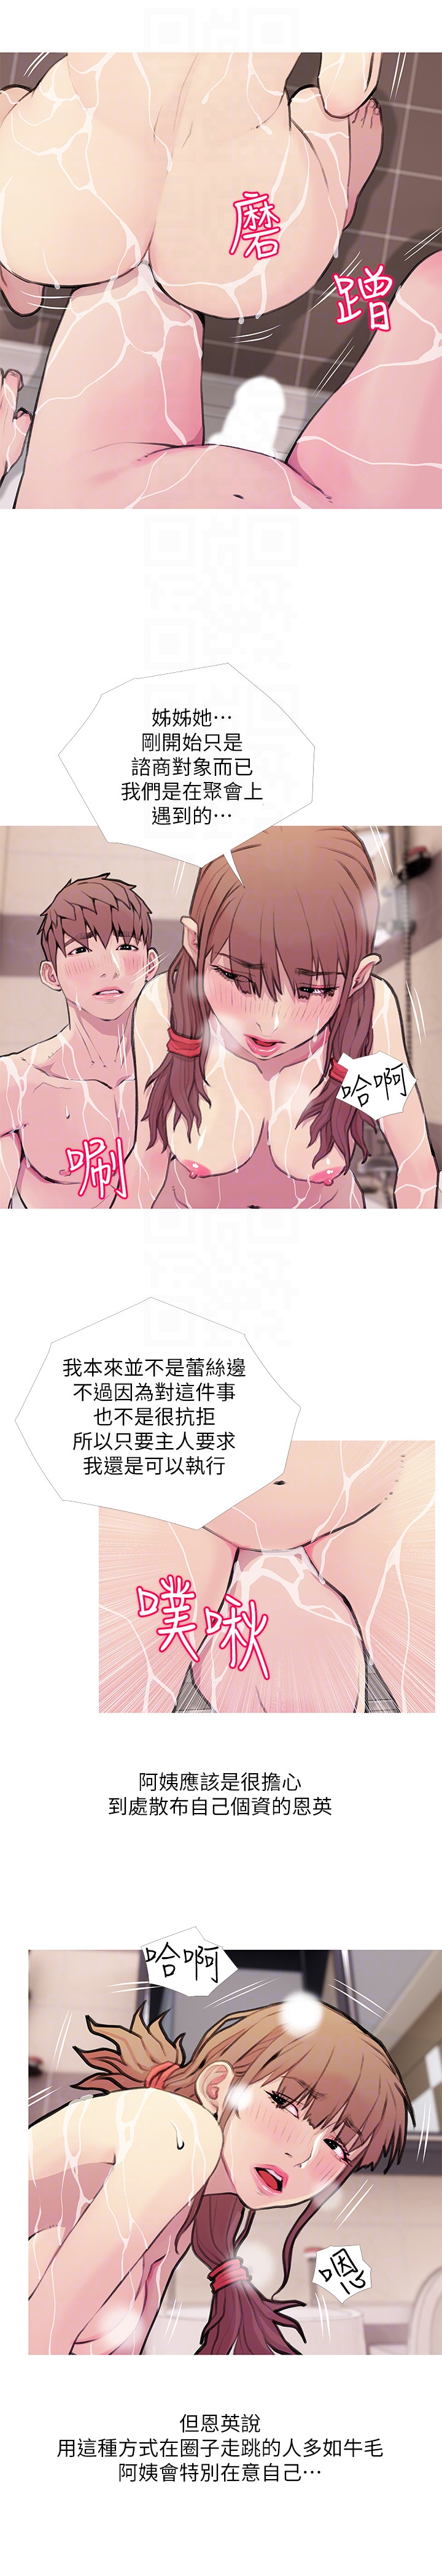 磨
蹭
姊姊她…
剛開始只是
諮商對象而已
我們是在聚會上
遇到的…
哈啊
唰
我本來並不是蕾絲邊
不過因為對這件事
也不是很抗拒
所以只要主人要求
我還是可以執行
噗啾
阿姨應該是很擔心
到處散布自己個資的恩英
哈啊
嗯
但恩英說
用這種方式在圈子走跳的人多如牛毛
阿姨會特別在意自己…